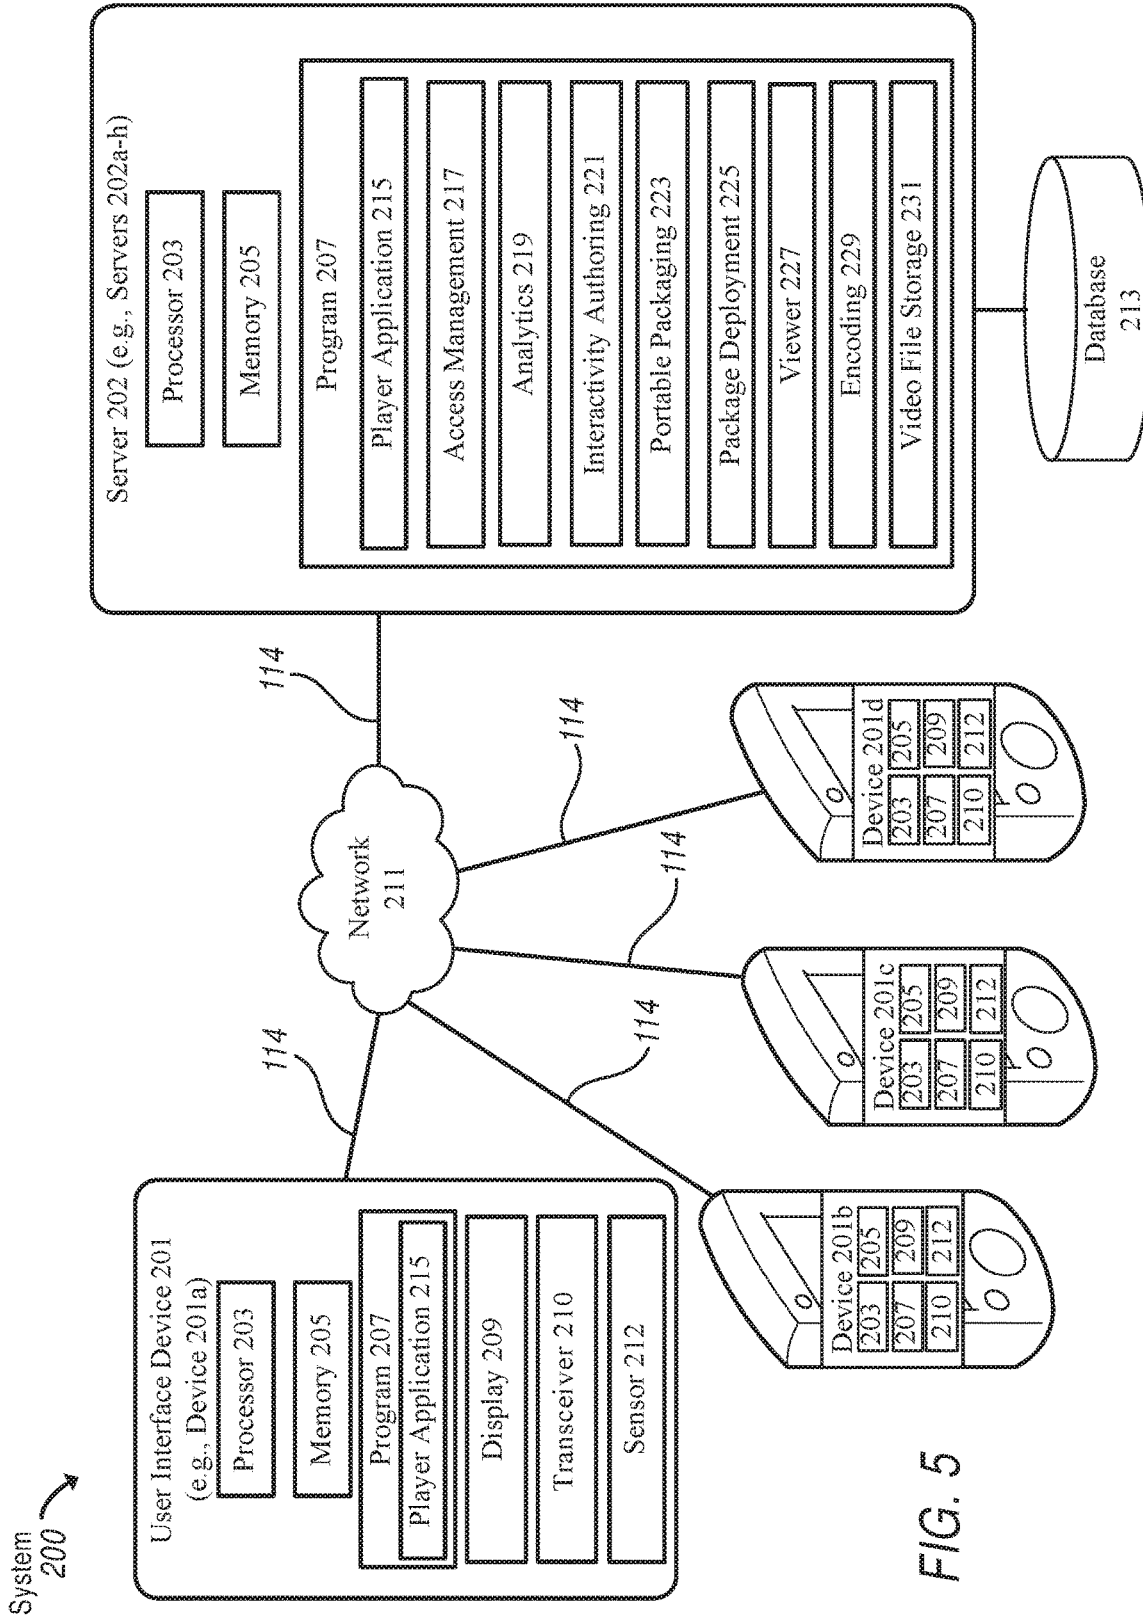 System
200
User Interface Device 201
(e.g., Device 201a)
Processor 203
Memory 205
Program 207
Player Application 215
Display 209
Transceiver 210
Sensor 212
114
114
114
114
114
Network
211
Server 202 (e.g., Servers 202a-h)
Processor 203
Memory 205
Program 207
Player Application 215
Access Management 217
Analytics 219
Interactivity Authoring 221
Portable Packaging 223
Package Deployment 225
Viewer 227
Encoding 229
Video File Storage 231
Database
213
Device 201b
203 205
207 209
210 212
Device 201c
203 205
207 209
210 212
Device 201d
203 205
207 209
210 212
FIG. 5